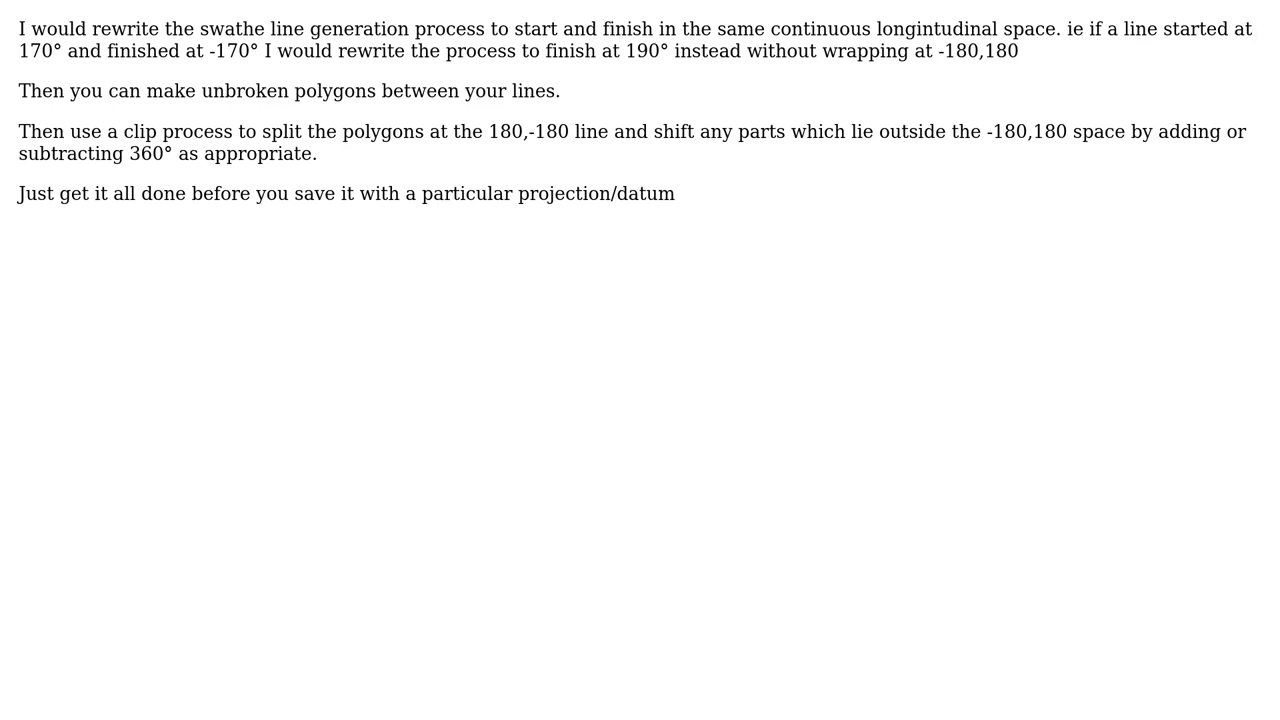 I would rewrite the swathe line generation process to start and finish in the same continuous longintudinal space. ie if a line started at
170° and finished at -170° I would rewrite the process to finish at 190° instead without wrapping at -180,180
Then you can make unbroken polygons between your lines.
Then use a clip process to split the polygons at the 180,-180 line and shift any parts which lie outside the -180,180 space by adding or
subtracting 360° as appropriate.
Just get it all done before you save it with a particular projection/datum